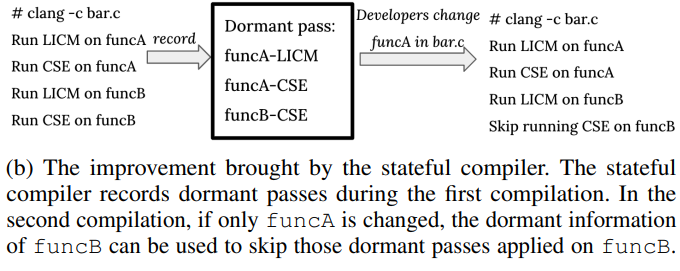 # clang -c bar.c
Run LICM on funcA
Run CSE on funcA
Run LICM on funcB
Run CSE on funcB
record
Dormant pass:
funcA-LICM
funcA-CSE
funcB-CSE
Developers change
funcA in bar.c
# clang -c bar.c
Run LICM on funcA
Run CSE on funcA
Run LICM on funcB
Skip running CSE on funcB
(b) The improvement brought by the stateful compiler. The stateful
compiler records dormant passes during the first compilation. In the
second compilation, if only funcA is changed, the dormant information
of funcB can be used to skip those dormant passes applied on funcB.